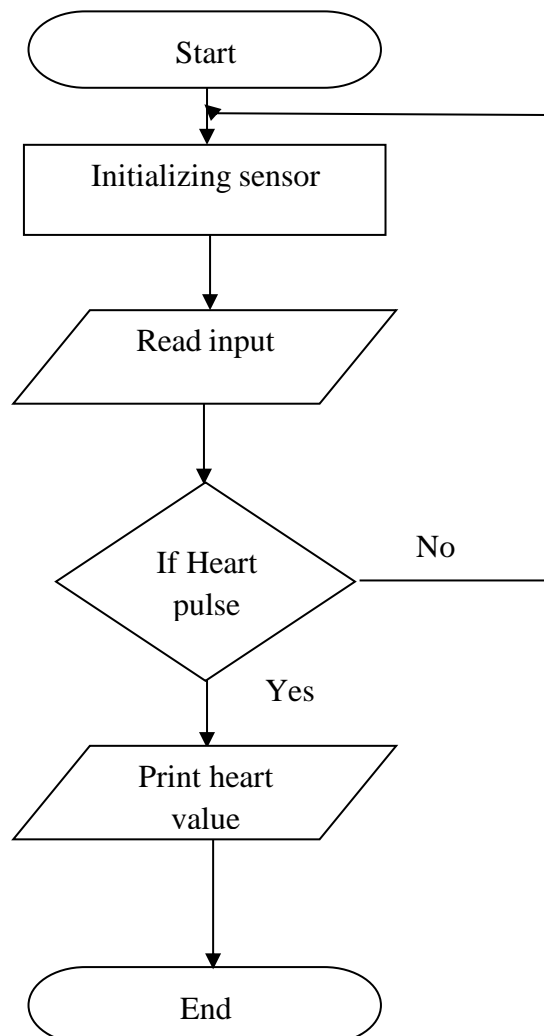 Start
Initializing sensor
Read input
If Heart
pulse
No
Yes
Print heart
value
End